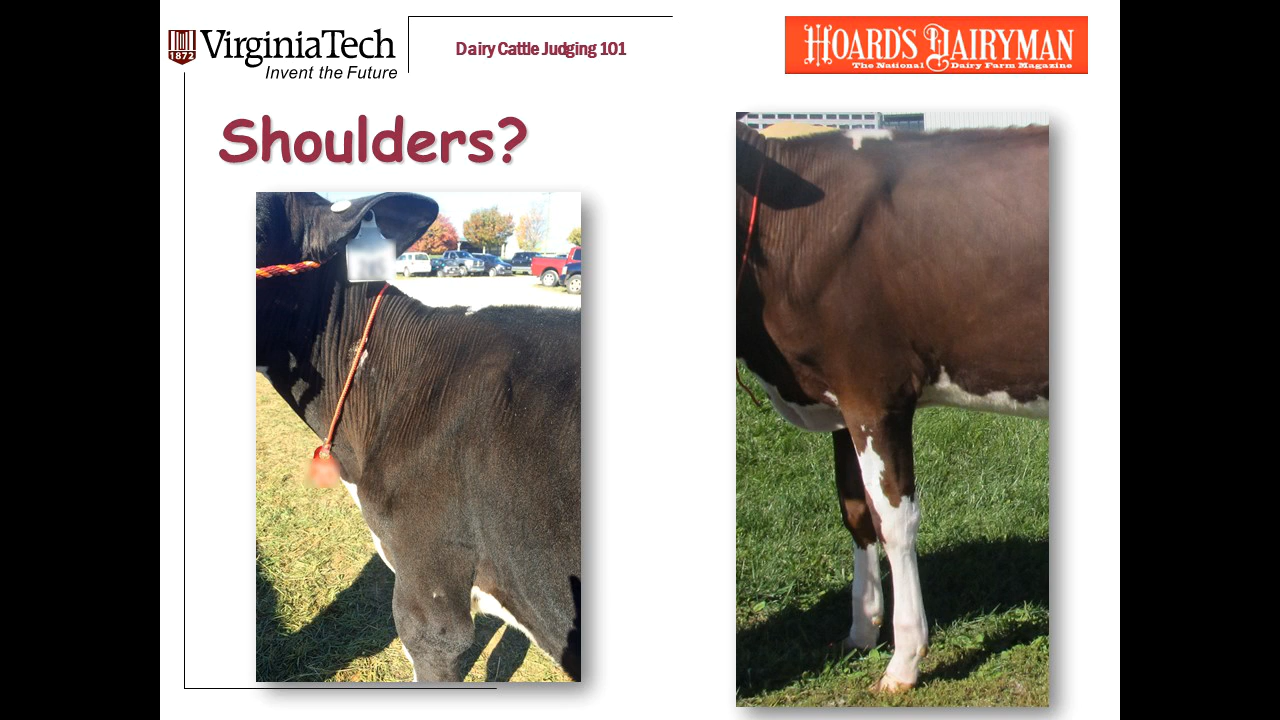 1872
VirginiaTech
Invent the Future
Dairy Cattle Judging 101
HOARD'S DAIRYMAN
The National Dairy Farm Magazine
Shoulders?